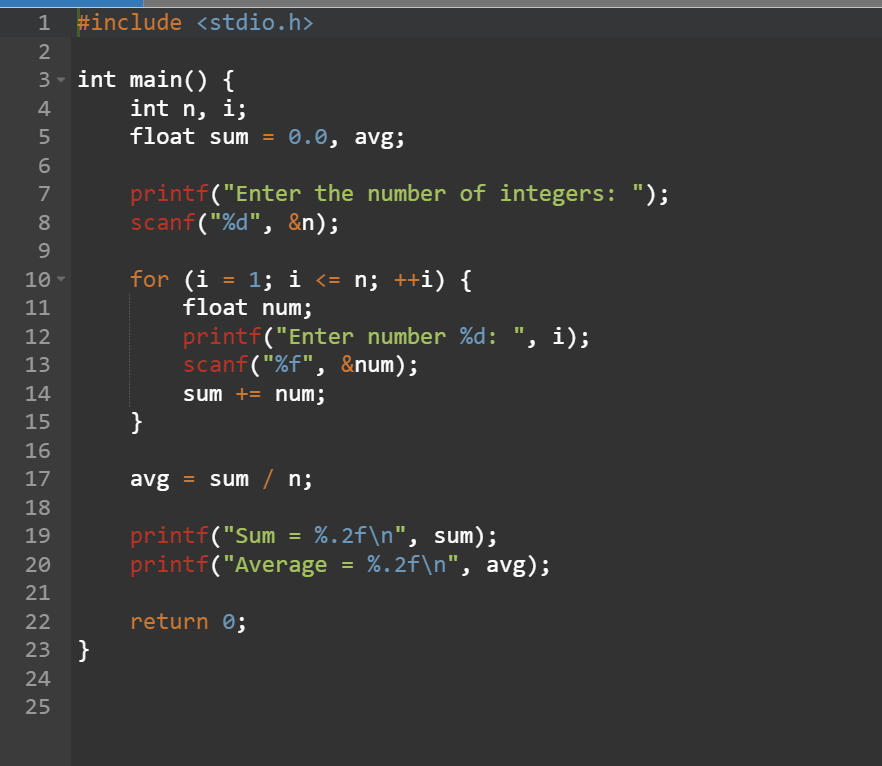 1 #include <stdio.h>
2
3 int main() {
4     int n, i;
5     float sum = 0.0, avg;
6
7     printf("Enter the number of integers: ");
8     scanf("%d", &n);
9
10     for (i = 1; i <= n; ++i) {
11         float num;
12         printf("Enter number %d: ", i);
13         scanf("%f", &num);
14         sum += num;
15     }
16
17     avg = sum / n;
18
19     printf("Sum = %.2f\n", sum);
20     printf("Average = %.2f\n", avg);
21
22     return 0;
23 }
24
25